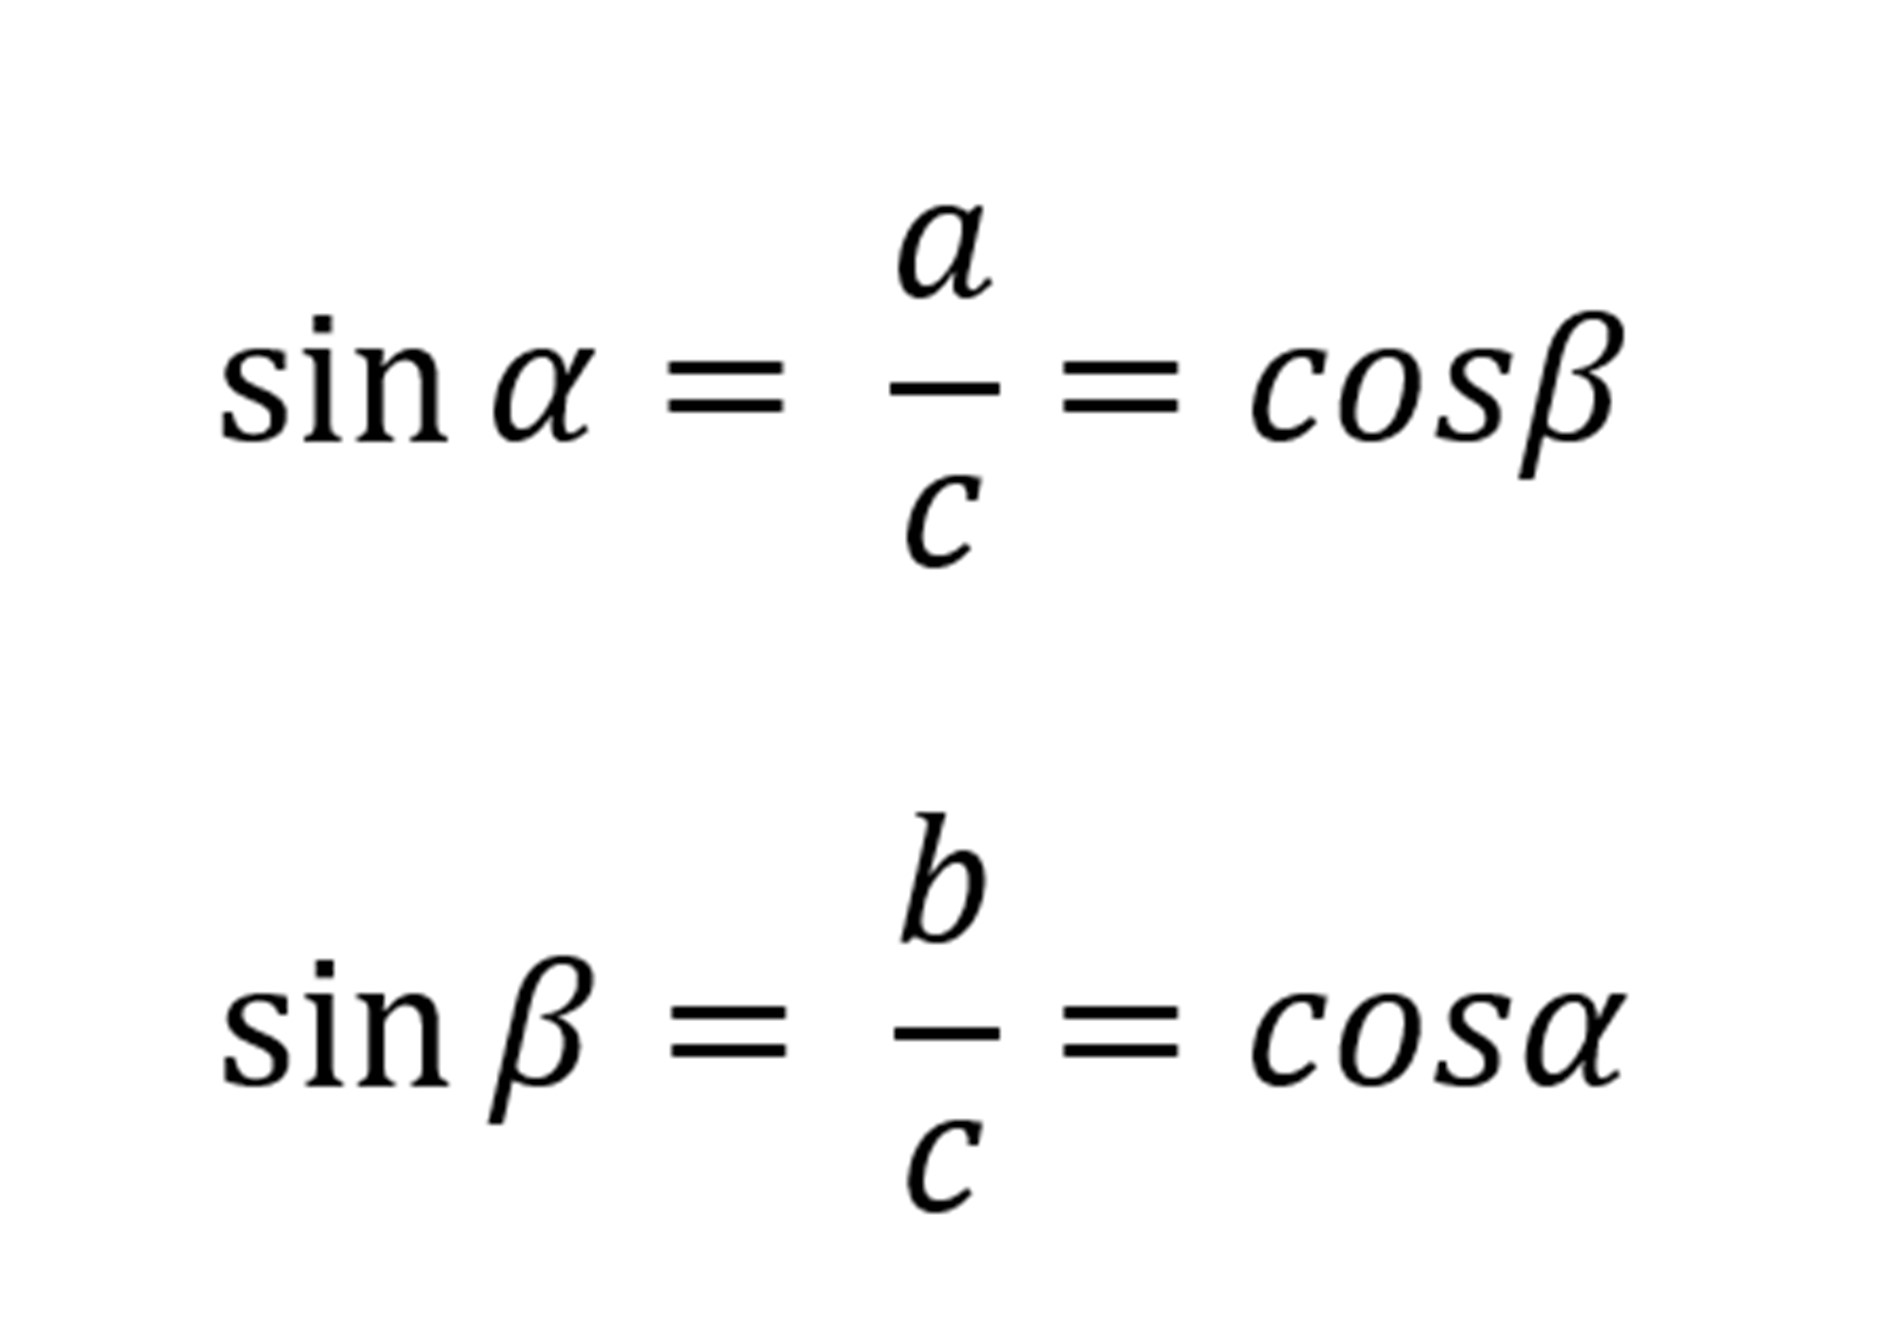 sin α = a/c = cosβ
sin β = b/c = cosα